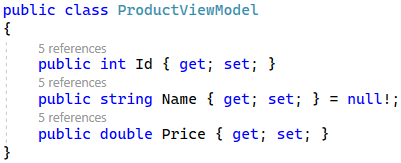 public class ProductViewModel
{
5 references
public int Id { get; set; }
5 references
public string Name { get; set; } = null!;
5 references
public double Price { get; set; }
}